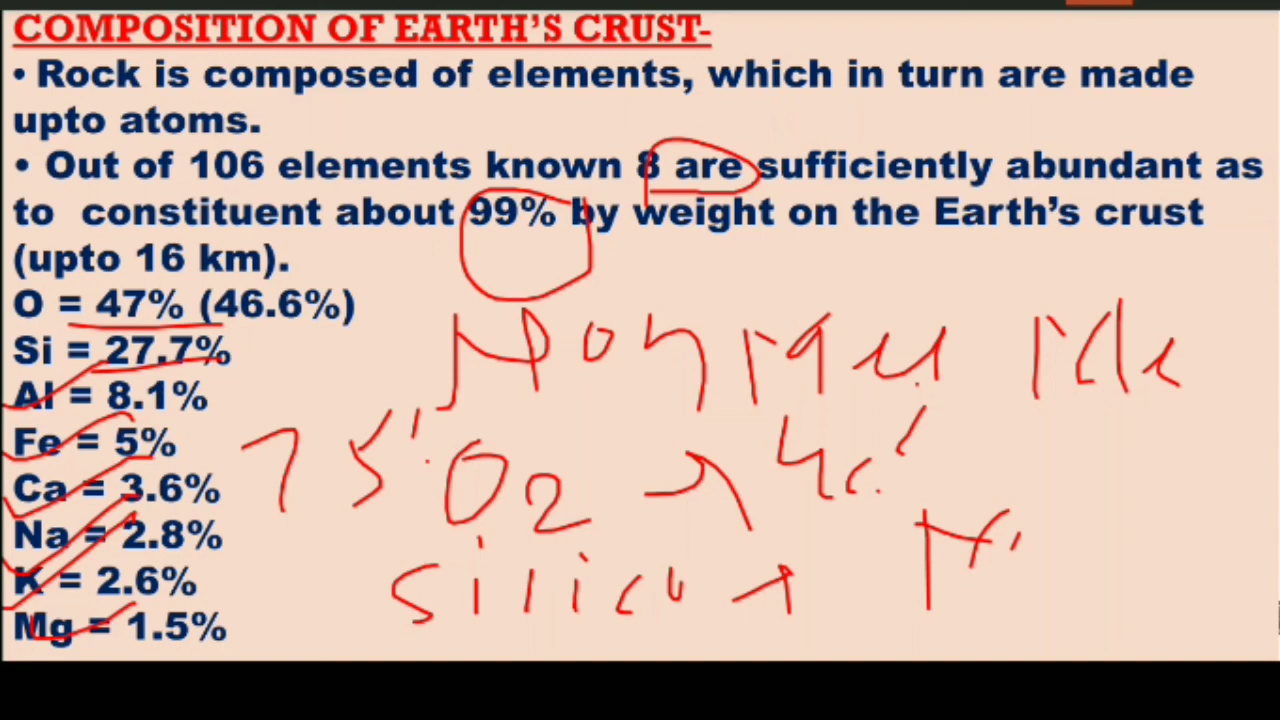 COMPOSITION OF EARTH'S CRUST-
• Rock is composed of elements, which in turn are made
upto atoms.
• Out of 106 elements known 8 are sufficiently abundant as
to constituent about 99% by weight on the Earth's crust
(upto 16 km).
O = 47% (46.6%)
Si = 27.7%
Al = 8.1%
Fe = 5%
Ca = 3.6%
Na = 2.8%
K = 2.6%
Mg = 1.5%
75% O2